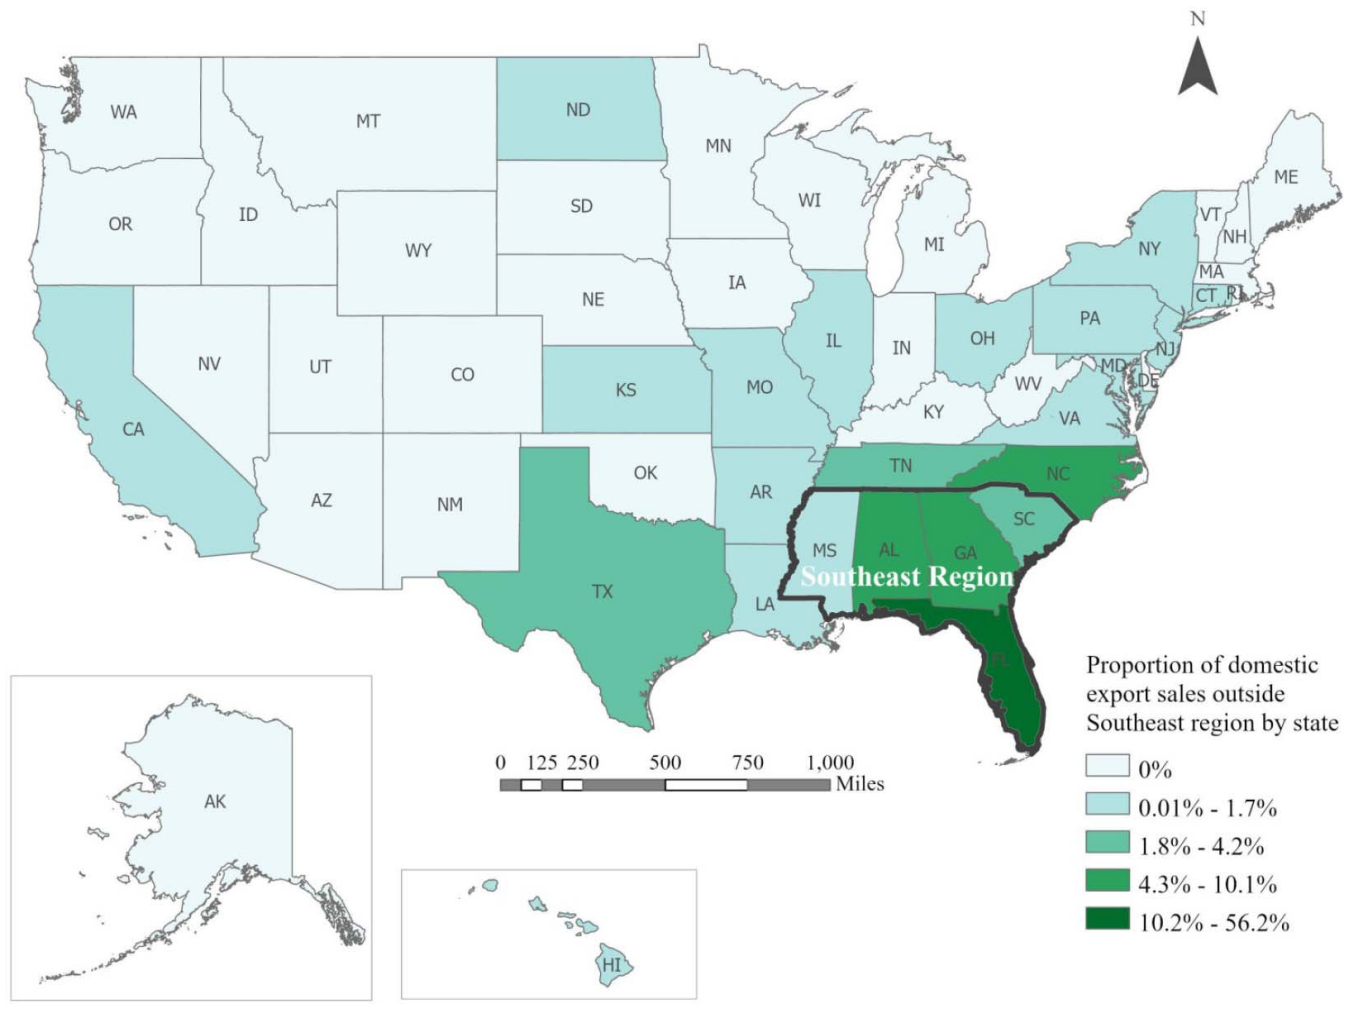 N
WA
MT
ND
MN
ME
OR
ID
SD
WI
VT
NH
WY
MI
NY
MA
IA
NE
CT
RI
PA
NV
UT
CO
IL
IN
OH
NJ
KS
MO
MD
DE
WV
CA
KY
VA
AZ
NM
OK
AR
TN
NC
SC
MS
AL
GA
Southeast Region
TX
LA
FL
Proportion of domestic
export sales outside
Southeast region by state
0%
0.01% - 1.7%
1.8% - 4.2%
4.3% - 10.1%
10.2% - 56.2%
0 125 250 500 750 1,000
Miles
AK
HI